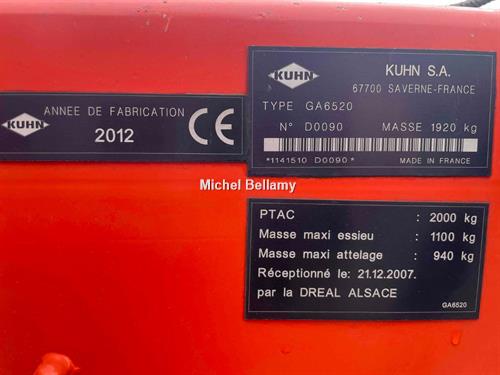 KUHN
ANNEE DE FABRICATION
2012
CE
KUHN
KUHN S.A.
67700 SAVERNE-FRANCE
TYPE GA6520
N° D0090 MASSE 1920 kg
*1141510 D0090*
MADE IN FRANCE
Michel Bellamy
PTAC : 2000 kg
Masse maxi essieu : 1100 kg
Masse maxi attelage : 940 kg
Réceptionné le: 21.12.2007.
par la DREAL ALSACE
GA6520